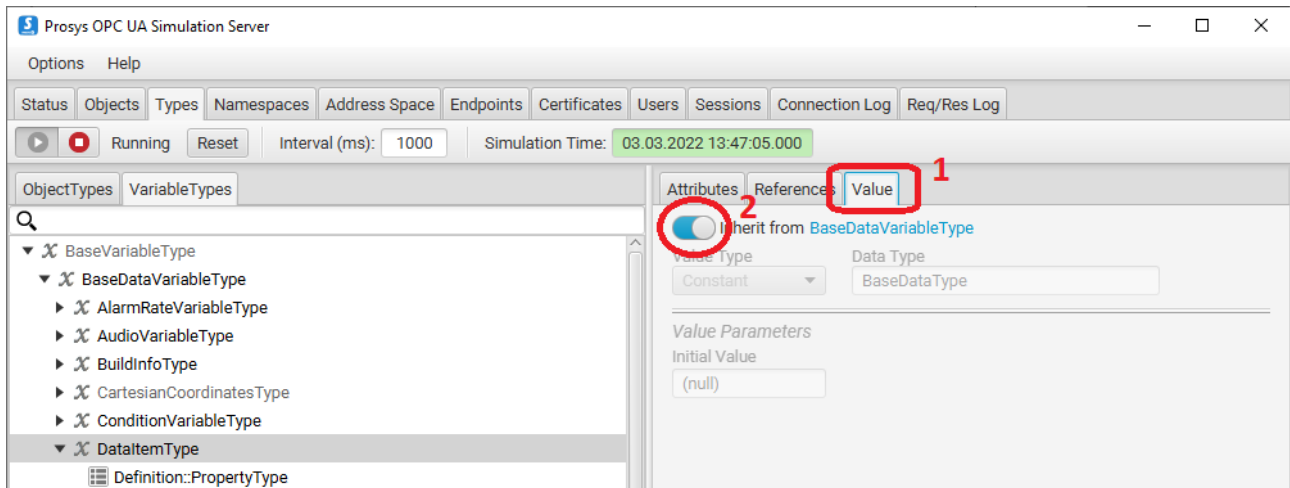 Prosys OPC UA Simulation Server
Options Help
Status Objects Types Namespaces Address Space Endpoints Certificates Users Sessions Connection Log Req/Res Log
Running Reset Interval (ms): 1000 Simulation Time: 03.03.2022 13:47:05.000
ObjectTypes VariableTypes
BaseVariableType
BaseDataVariableType
AlarmRateVariableType
AudioVariableType
BuildInfoType
CartesianCoordinatesType
ConditionVariableType
DataItemType
Definition::PropertyType
Attributes References Value 1
2
Inherit from BaseDataVariableType
Value Type Data Type
Constant BaseDataType
Value Parameters
Initial Value
(null)